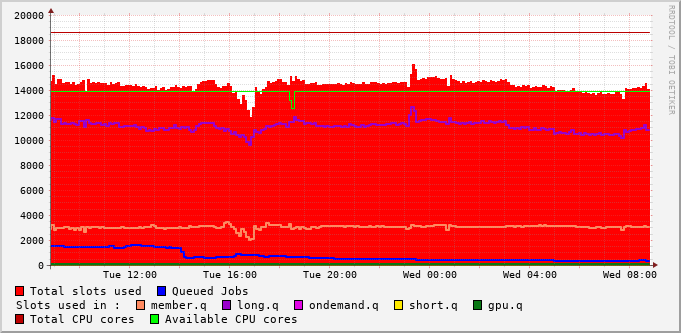 20000
18000
16000
14000
12000
10000
8000
6000
4000
2000
0
Tue 12:00 Tue 16:00 Tue 20:00 Wed 00:00 Wed 04:00 Wed 08:00
RRDTOOL / TOBI OETIKER
Total slots used Queued Jobs
Slots used in : member.q long.q ondemand.q short.q gpu.q
Total CPU cores Available CPU cores